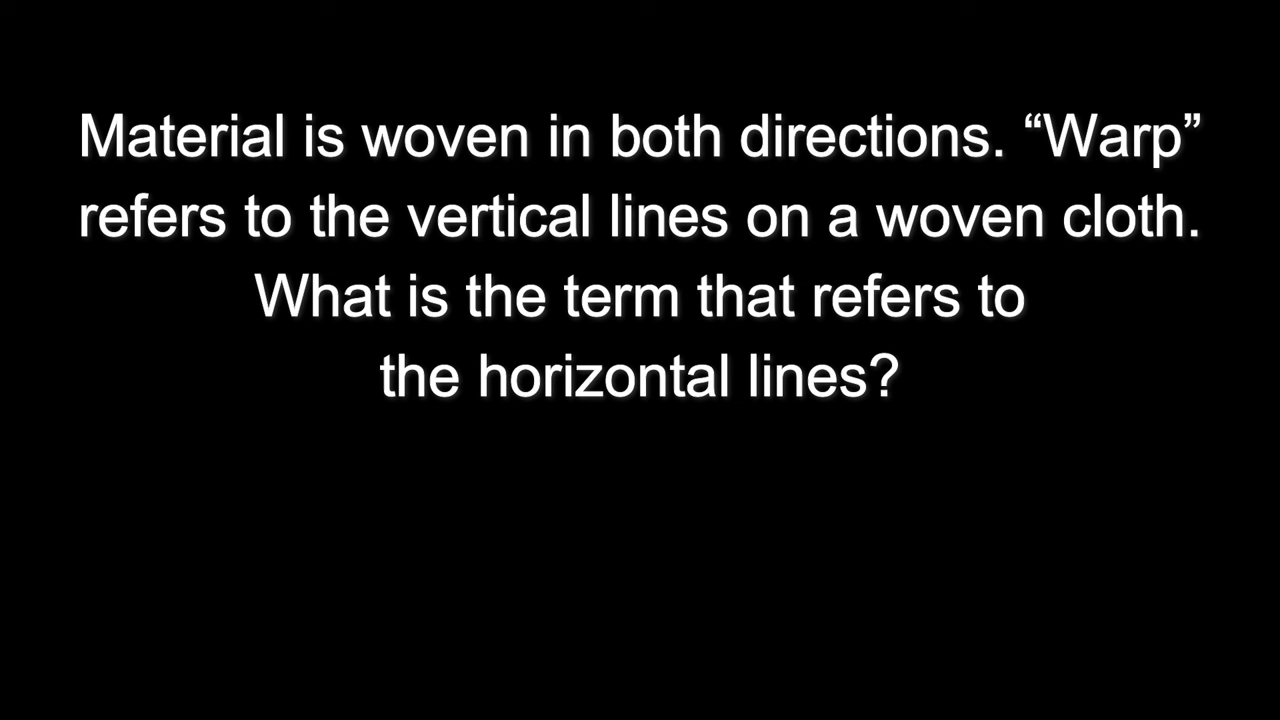 Material is woven in both directions. “Warp”
refers to the vertical lines on a woven cloth.
What is the term that refers to
the horizontal lines?